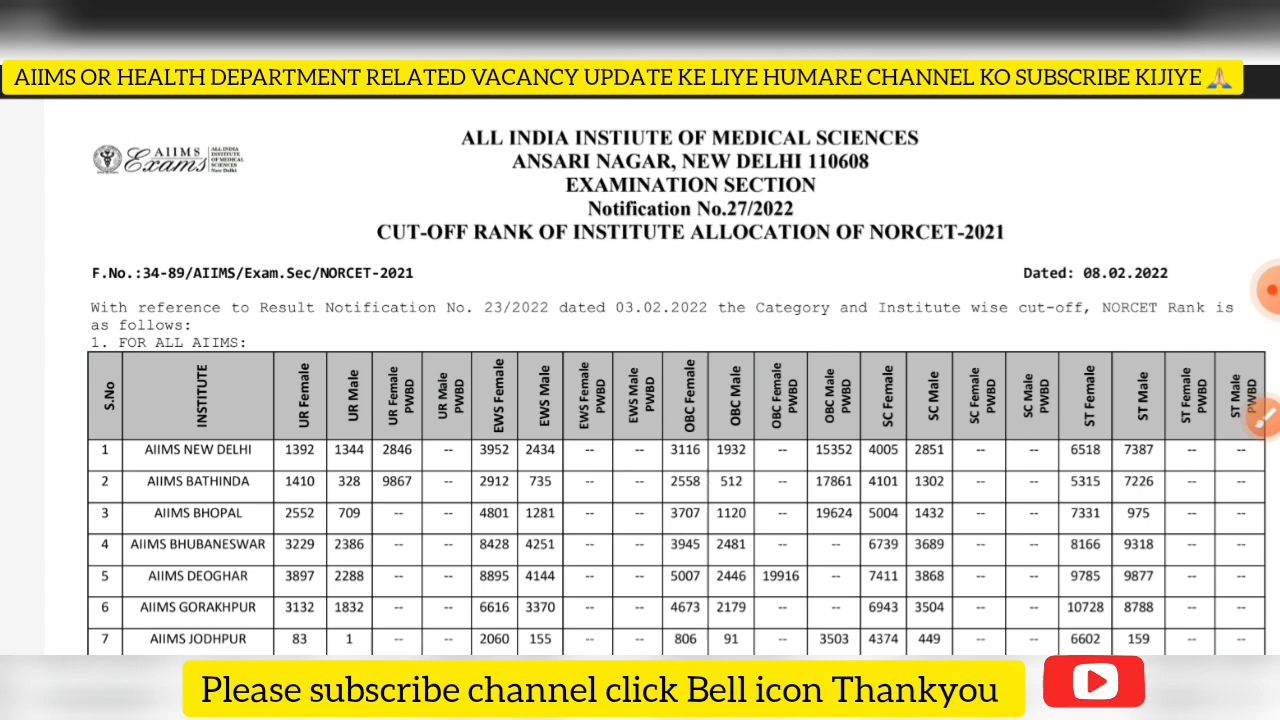 AIIMS OR HEALTH DEPARTMENT RELATED VACANCY UPDATE KE LIYE HUMARE CHANNEL KO SUBSCRIBE KIJIYE 🙏
AIIMS
Exams
ALL INDIA
INSTITUTE
OF MEDICAL
SCIENCES
New Delhi
ALL INDIA INSTIUTE OF MEDICAL SCIENCES
ANSARI NAGAR, NEW DELHI 110608
EXAMINATION SECTION
Notification No.27/2022
CUT-OFF RANK OF INSTITUTE ALLOCATION OF NORCET-2021
F.No.:34-89/AIIMS/Exam.Sec/NORCET-2021 Dated: 08.02.2022
With reference to Result Notification No. 23/2022 dated 03.02.2022 the Category and Institute wise cut-off, NORCET Rank is
as follows:
1. FOR ALL AIIMS:
S.No INSTITUTE UR Female UR Male UR Female PWBD UR Male PWBD EWS Female EWS Male EWS Female PWBD EWS Male PWBD OBC Female OBC Male OBC Female PWBD OBC Male PWBD SC Female SC Male SC Female PWBD SC Male PWBD ST Female ST Male ST Female PWBD ST Male PWBD
1 AIIMS NEW DELHI 1392 1344 2846 -- 3952 2434 -- -- 3116 1932 -- 15352 4005 2851 -- -- 6518 7387 -- --
2 AIIMS BATHINDA 1410 328 9867 -- 2912 735 -- -- 2558 512 -- 17861 4101 1302 -- -- 5315 7226 -- --
3 AIIMS BHOPAL 2552 709 -- -- 4801 1281 -- -- 3707 1120 -- 19624 5004 1432 -- -- 7331 975 -- --
4 AIIMS BHUBANESWAR 3229 2386 -- -- 8428 4251 -- -- 3945 2481 -- -- 6739 3689 -- -- 8166 9318 -- --
5 AIIMS DEOGHAR 3897 2288 -- -- 8895 4144 -- -- 5007 2446 19916 -- 7411 3868 -- -- 9785 9877 -- --
6 AIIMS GORAKHPUR 3132 1832 -- -- 6616 3370 -- -- 4673 2179 -- -- 6943 3504 -- -- 10728 8788 -- --
7 AIIMS JODHPUR 83 1 -- -- 2060 155 -- -- 806 91 -- 3503 4374 449 -- -- 6602 159 -- --
Please subscribe channel click Bell icon Thankyou